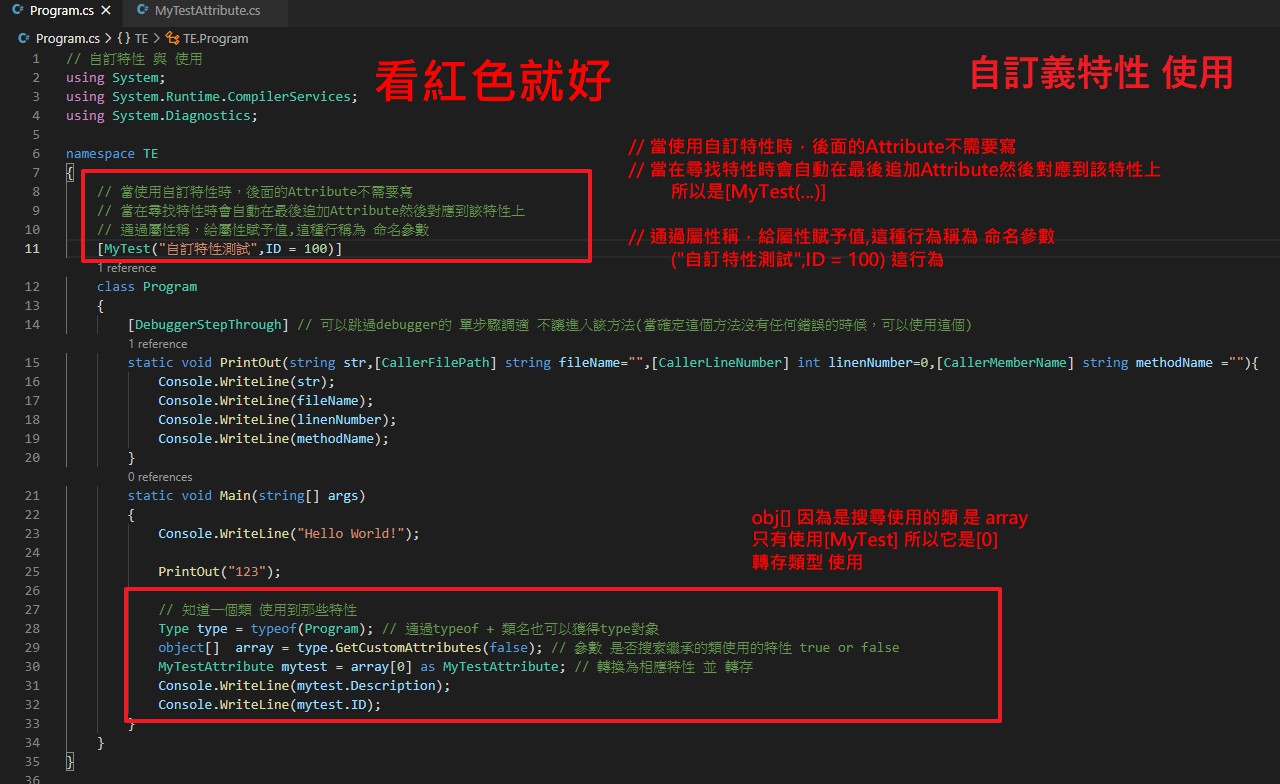 Program.cs
MyTestAttribute.cs
Program.cs > {} TE > TE.Program
看紅色就好
自訂義特性 使用
1 // 自訂特性 與 使用
2 using System;
3 using System.Runtime.CompilerServices;
4 using System.Diagnostics;
5
6 namespace TE
7 {
// 當使用自訂特性時，後面的Attribute不需要寫
// 當在尋找特性時會自動在最後追加Attribute然後對應到該特性上
所以是[MyTest(...)]
// 通過屬性稱，給屬性賦予值,這種行為稱為 命名參數
("自訂特性測試",ID = 100) 這行為
8 // 當使用自訂特性時，後面的Attribute不需要寫
9 // 當在尋找特性時會自動在最後追加Attribute然後對應到該特性上
10 // 通過屬性稱，給屬性賦予值,這種行稱為 命名參數
11 [MyTest("自訂特性測試",ID = 100)]
1 reference
12 class Program
13 {
14 [DebuggerStepThrough] // 可以跳過debugger的 單步驟調適 不讓進入該方法(當確定這個方法沒有任何錯誤的時候，可以使用這個)
1 reference
15 static void PrintOut(string str,[CallerFilePath] string fileName="",[CallerLineNumber] int linenNumber=0,[CallerMemberName] string methodName =""){
16 Console.WriteLine(str);
17 Console.WriteLine(fileName);
18 Console.WriteLine(linenNumber);
19 Console.WriteLine(methodName);
20 }
0 references
21 static void Main(string[] args)
22 {
23 Console.WriteLine("Hello World!");
24
25 PrintOut("123");
26
obj[] 因為是搜尋使用的類 是 array
只有使用[MyTest] 所以它是[0]
轉存類型 使用
27 // 知道一個類 使用到那些特性
28 Type type = typeof(Program); // 通過typeof + 類名也可以獲得type對象
29 object[] array = type.GetCustomAttributes(false); // 參數 是否搜索繼承的類使用的特性 true or false
30 MyTestAttribute mytest = array[0] as MyTestAttribute; // 轉換為相應特性 並 轉存
31 Console.WriteLine(mytest.Description);
32 Console.WriteLine(mytest.ID);
33 }
34 }
35 }
36